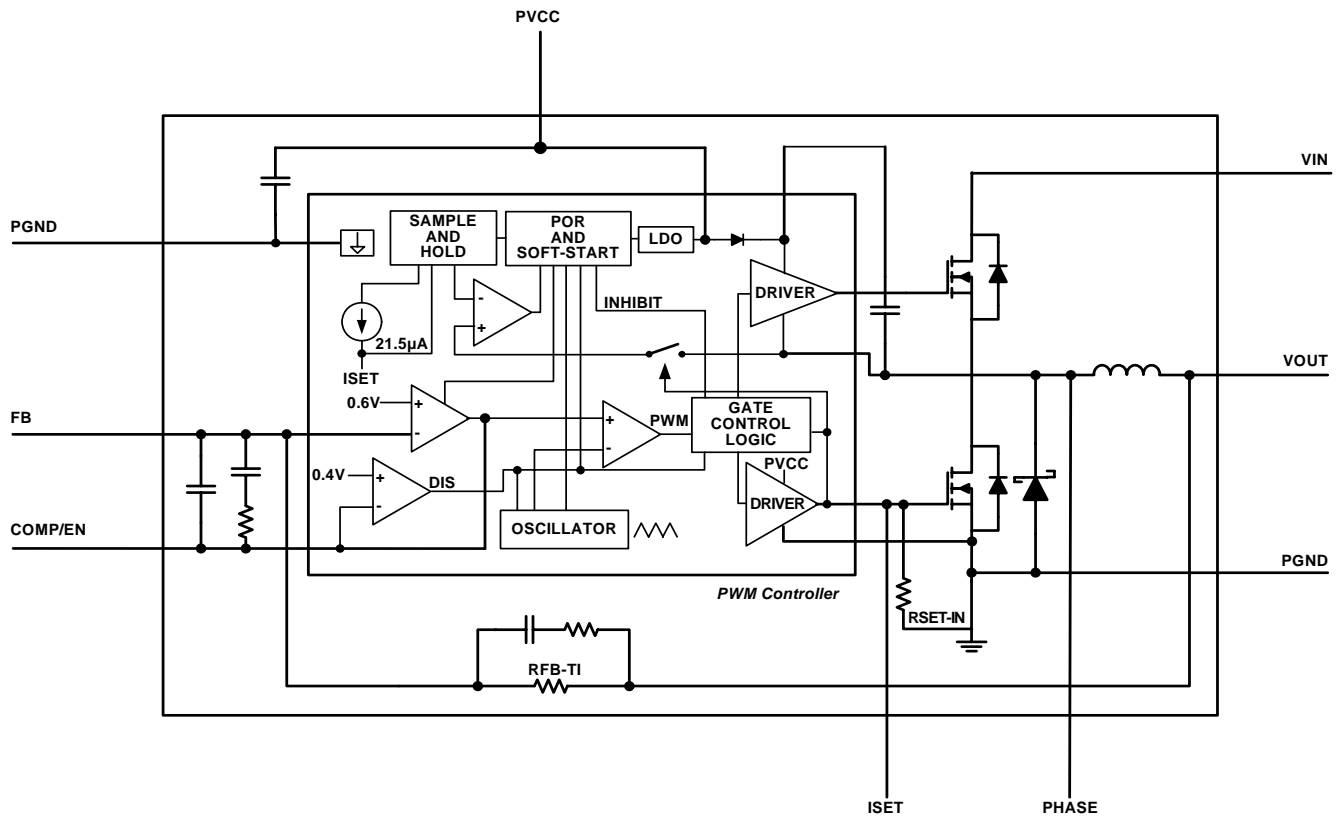 PVCC
VIN
PGND
SAMPLE
AND
HOLD
POR
AND
SOFT-START
LDO
DRIVER
INHIBIT
21.5µA
ISET
VOUT
0.6V
FB
PWM
GATE
CONTROL
LOGIC
PVCC
0.4V
DIS
DRIVER
OSCILLATOR
COMP/EN
PGND
PWM Controller
RSET-IN
RFB-TI
ISET
PHASE